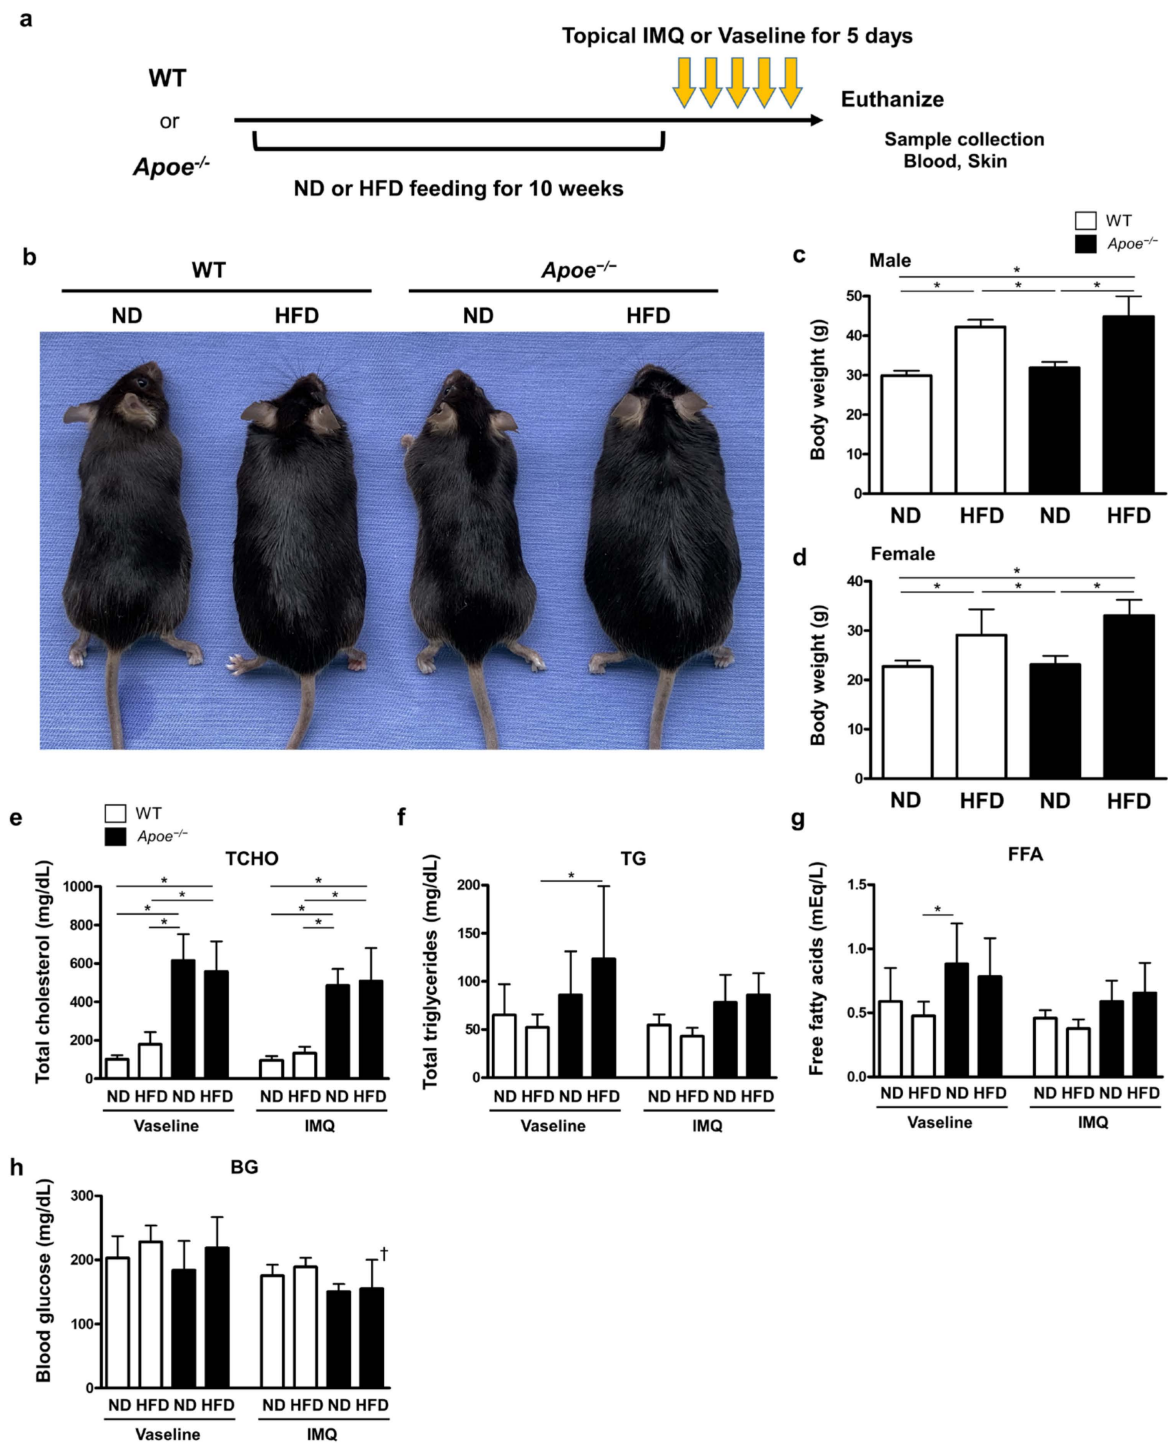 a
Topical IMQ or Vaseline for 5 days
WT
or
Apoe-/-
Euthanize
Sample collection
Blood, Skin
ND or HFD feeding for 10 weeks
b
WT
Apoe−/−
ND
HFD
ND
HFD
WT
Apoe−/−
c
Male
*
* * *
Body weight (g)
50
40
30
20
10
0
ND HFD ND HFD
d
Female
*
* * *
Body weight (g)
40
30
20
10
0
ND HFD ND HFD
e
WT
Apoe−/−
TCHO
Total cholesterol (mg/dL)
1000
800
600
400
200
0
* *
* *
* *
* *
ND HFD ND HFD ND HFD ND HFD
Vaseline IMQ
f
TG
Total triglycerides (mg/dL)
200
150
100
50
0
*
ND HFD ND HFD ND HFD ND HFD
Vaseline IMQ
g
FFA
Free fatty acids (mEq/L)
1.5
1.0
0.5
0.0
*
ND HFD ND HFD ND HFD ND HFD
Vaseline IMQ
h
BG
Blood glucose (mg/dL)
300
200
100
0
†
ND HFD ND HFD ND HFD ND HFD
Vaseline IMQ